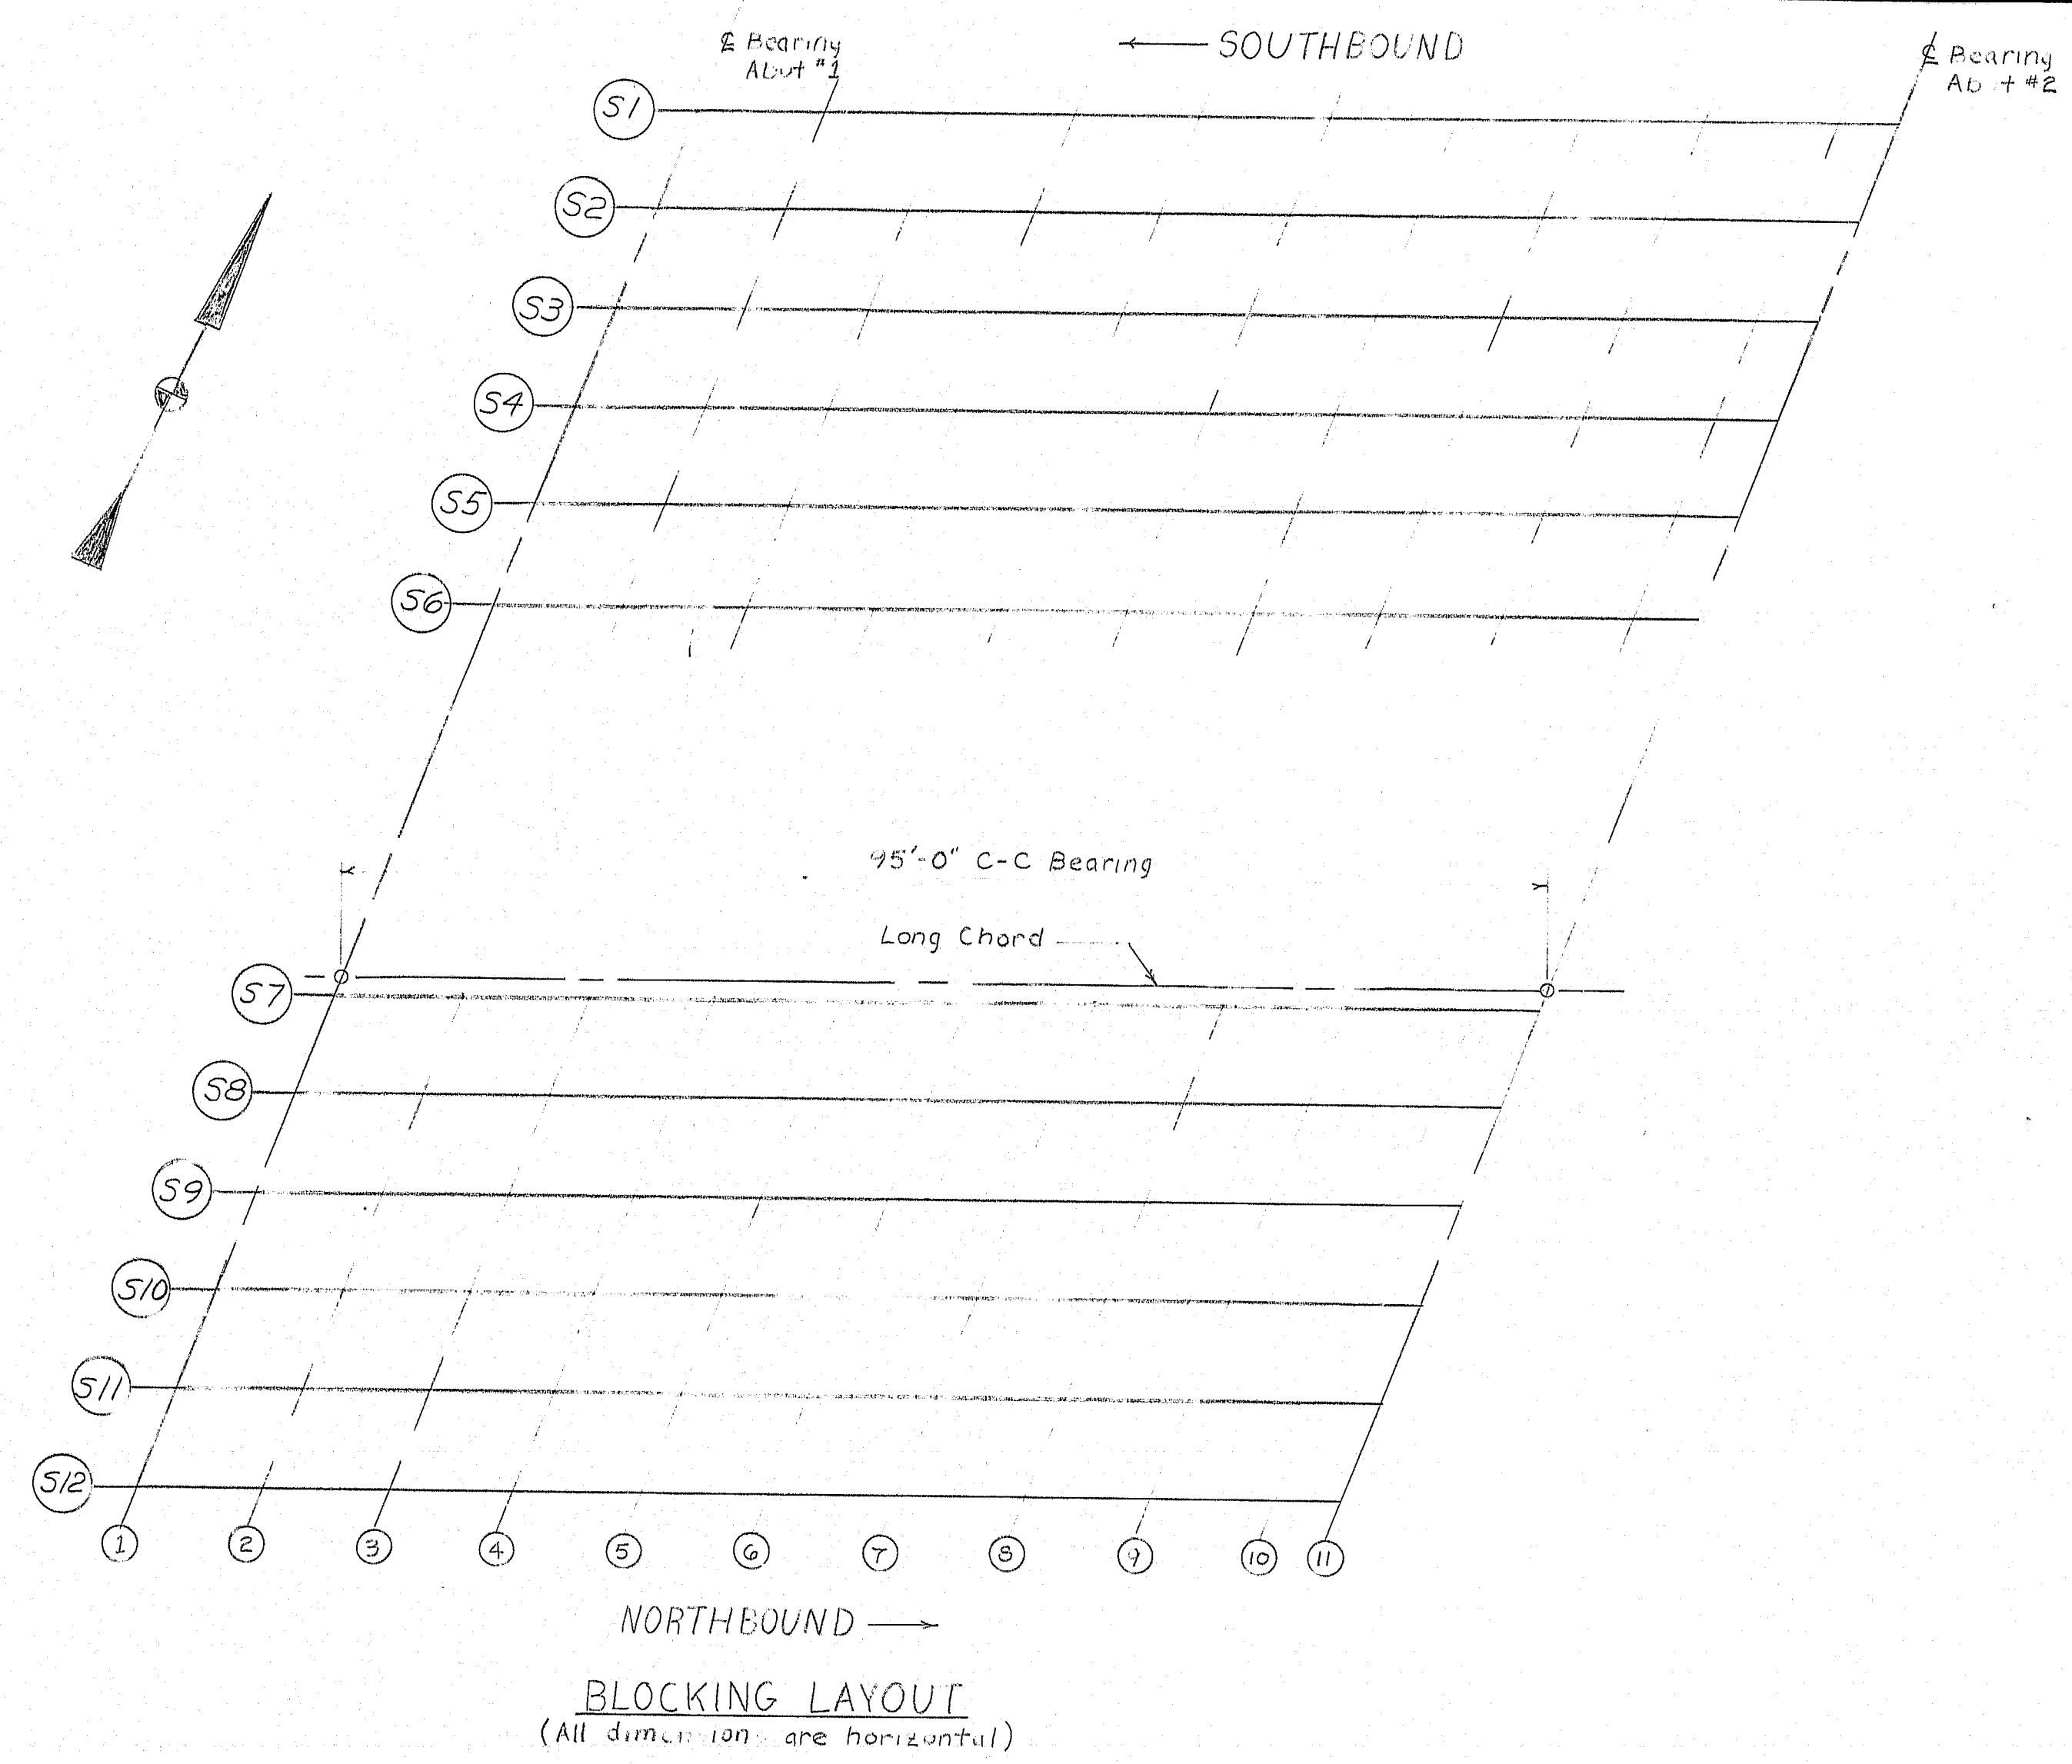 ℄ Bearing
Abut #1
← SOUTHBOUND
℄ Bearing
Ab t #2
S1
S2
S3
S4
S5
S6
95'-0" C-C Bearing
Long Chord
S7
S8
S9
S10
S11
S12
1 2 3 4 5 6 7 8 9 10 11
NORTHBOUND →
BLOCKING LAYOUT
(All dimensions are horizontal)